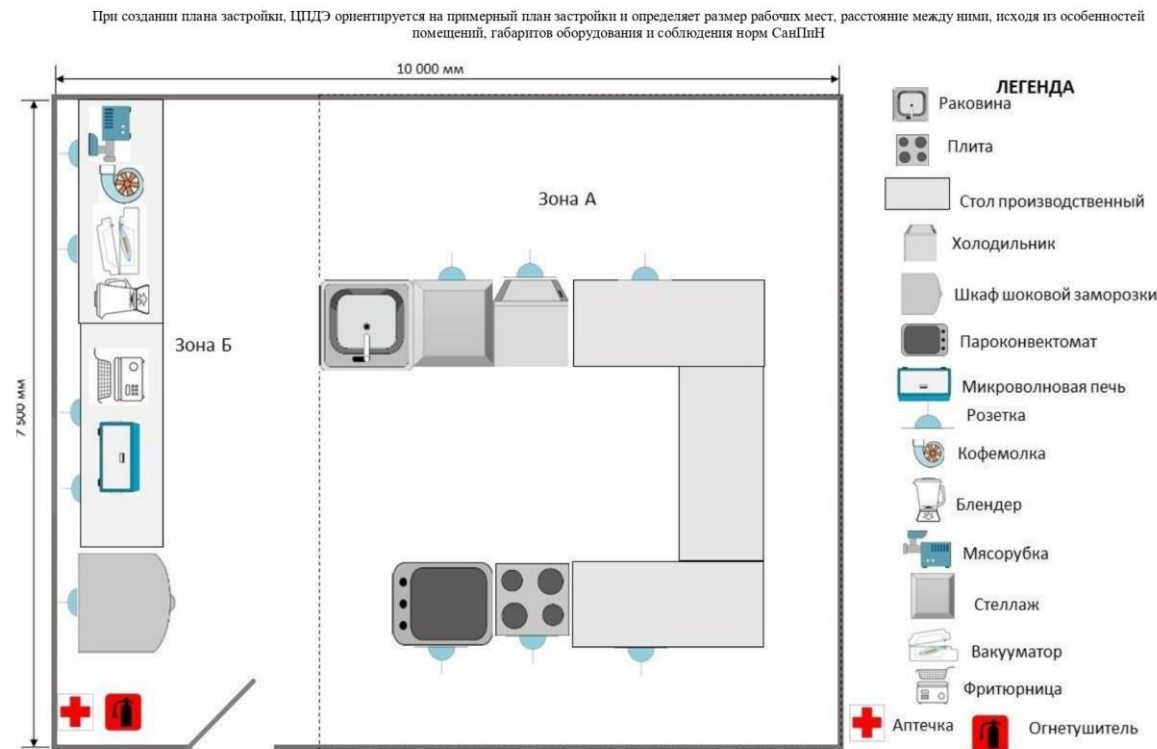 При создании плана застройки, ЦПДЭ ориентируется на примерный план застройки и определяет размер рабочих мест, расстояние между ними, исходя из особенностей
помещений, габаритов оборудования и соблюдения норм СанПиН
10 000 мм
ЛЕГЕНДА
Раковина
Плита
Зона А
Стол производственный
Холодильник
Шкаф шоковой заморозки
Зона Б
Пароконвектомат
7 500 мм
Микроволновая печь
Розетка
Кофемолка
Блендер
Мясорубка
Стеллаж
Вакууматор
Фритюрница
Аптечка
Огнетушитель